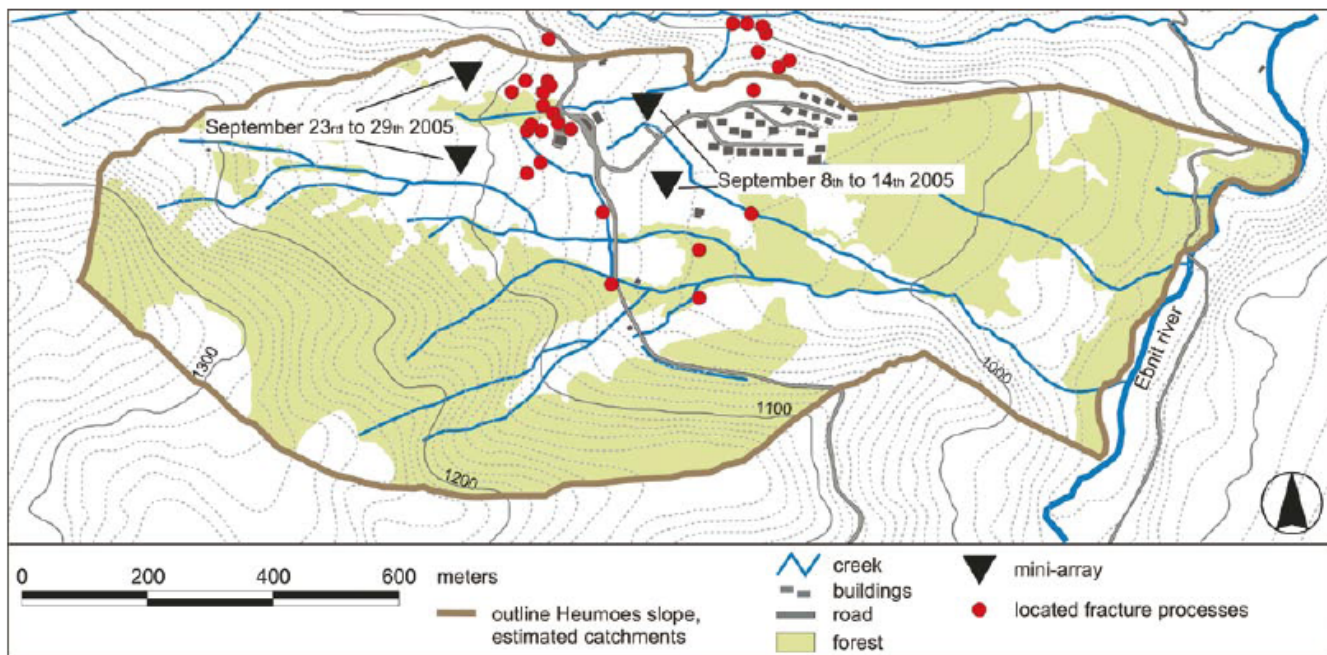 September 23rd to 29th 2005
September 8th to 14th 2005
Ebnit river
1300
1000
1100
1200
0 200 400 600 meters
outline Heumoes slope,
estimated catchments
creek
buildings
road
forest
mini-array
located fracture processes